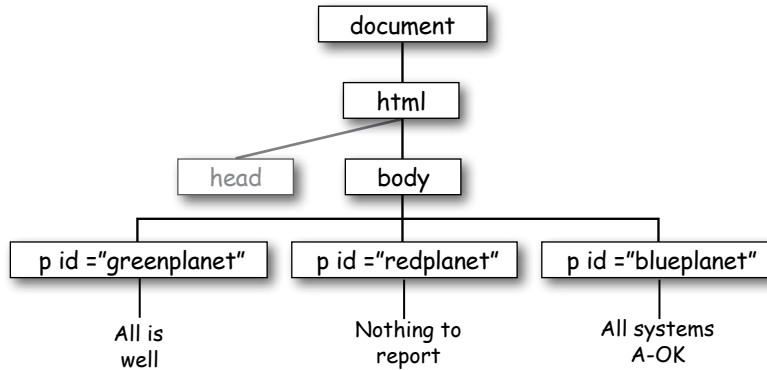 document
html
head
body
p id ="greenplanet"
p id ="redplanet"
p id ="blueplanet"
All is
well
Nothing to
report
All systems
A-OK